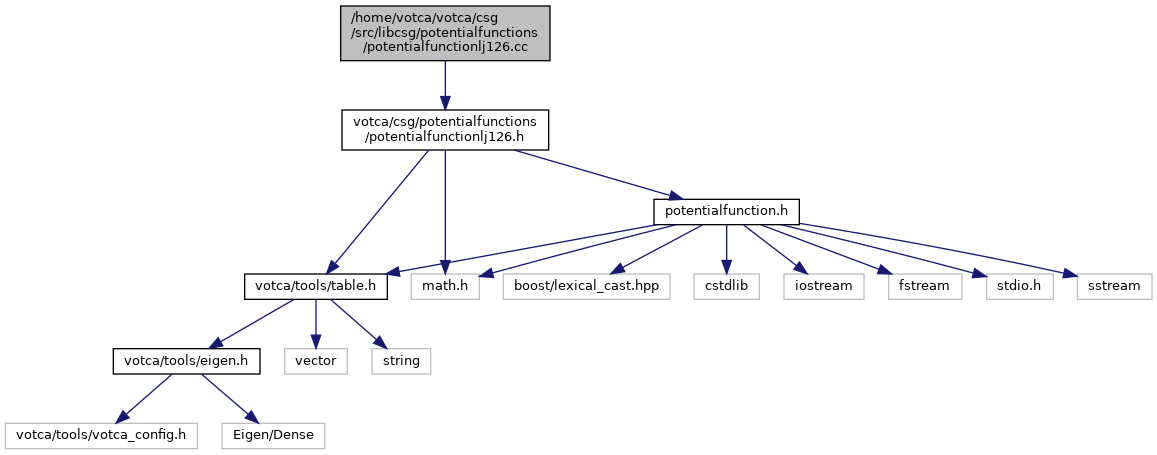 /home/votca/votca/csg
/src/libcsg/potentialfunctions
/potentialfunctionlj126.cc
votca/csg/potentialfunctions
/potentialfunctionlj126.h
potentialfunction.h
votca/tools/table.h
math.h
boost/lexical_cast.hpp
cstdlib
iostream
fstream
stdio.h
sstream
votca/tools/eigen.h
vector
string
votca/tools/votca_config.h
Eigen/Dense